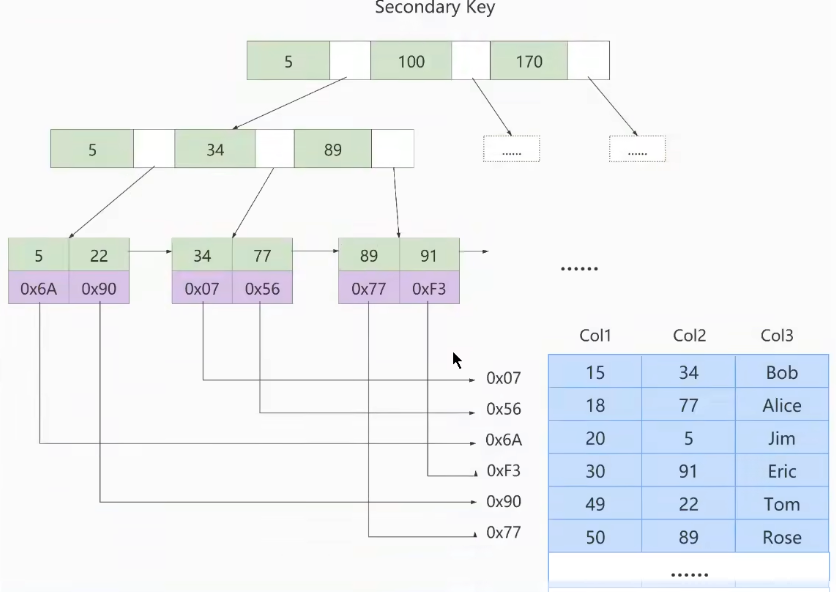 Secondary Key
5 100 170
5 34 89
...... ......
5 22 34 77 89 91
0x6A 0x90 0x07 0x56 0x77 0xF3
......
Col1 Col2 Col3
0x07 15 34 Bob
0x56 18 77 Alice
0x6A 20 5 Jim
0xF3 30 91 Eric
0x90 49 22 Tom
0x77 50 89 Rose
......